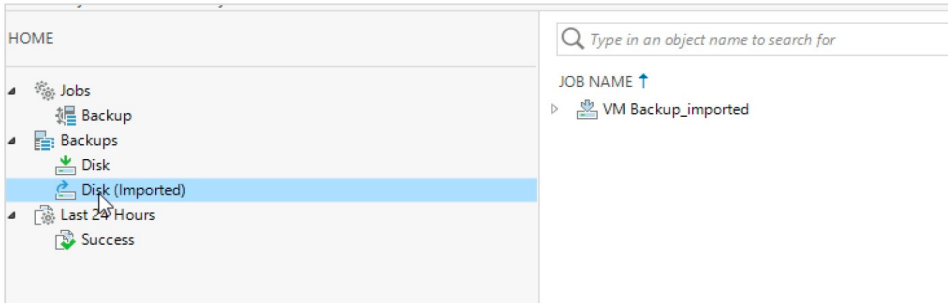 HOME
Jobs
Backup
Backups
Disk
Disk (Imported)
Last 24 Hours
Success
Type in an object name to search for
JOB NAME
VM Backup_imported